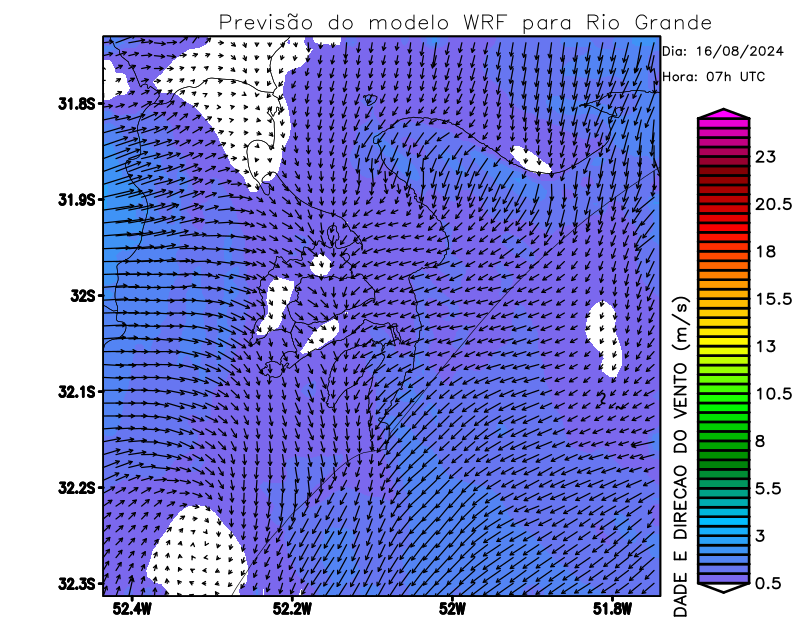 Previsão do modelo WRF para Rio Grande
Dia: 16/08/2024
Hora: 07h UTC
31.8S
31.9S
32S
32.1S
32.2S
32.3S
52.4W
52.2W
52W
51.8W
23
20.5
18
15.5
13
10.5
8
5.5
3
0.5
DADE E DIRECAO DO VENTO (m/s)